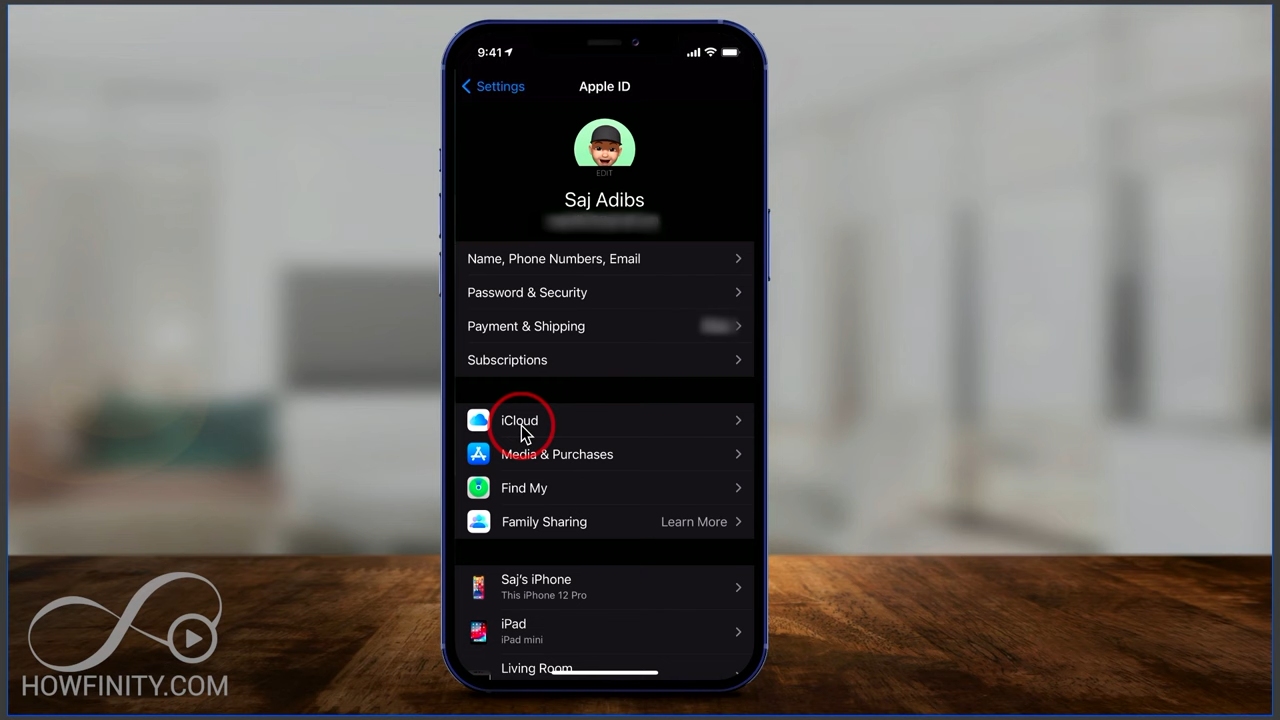 9:41
Settings
Apple ID
EDIT
Saj Adibs
Name, Phone Numbers, Email
Password & Security
Payment & Shipping
Subscriptions
iCloud
Media & Purchases
Find My
Family Sharing Learn More
Saj's iPhone
This iPhone 12 Pro
iPad
iPad mini
Living Room
HOWFINITY.COM